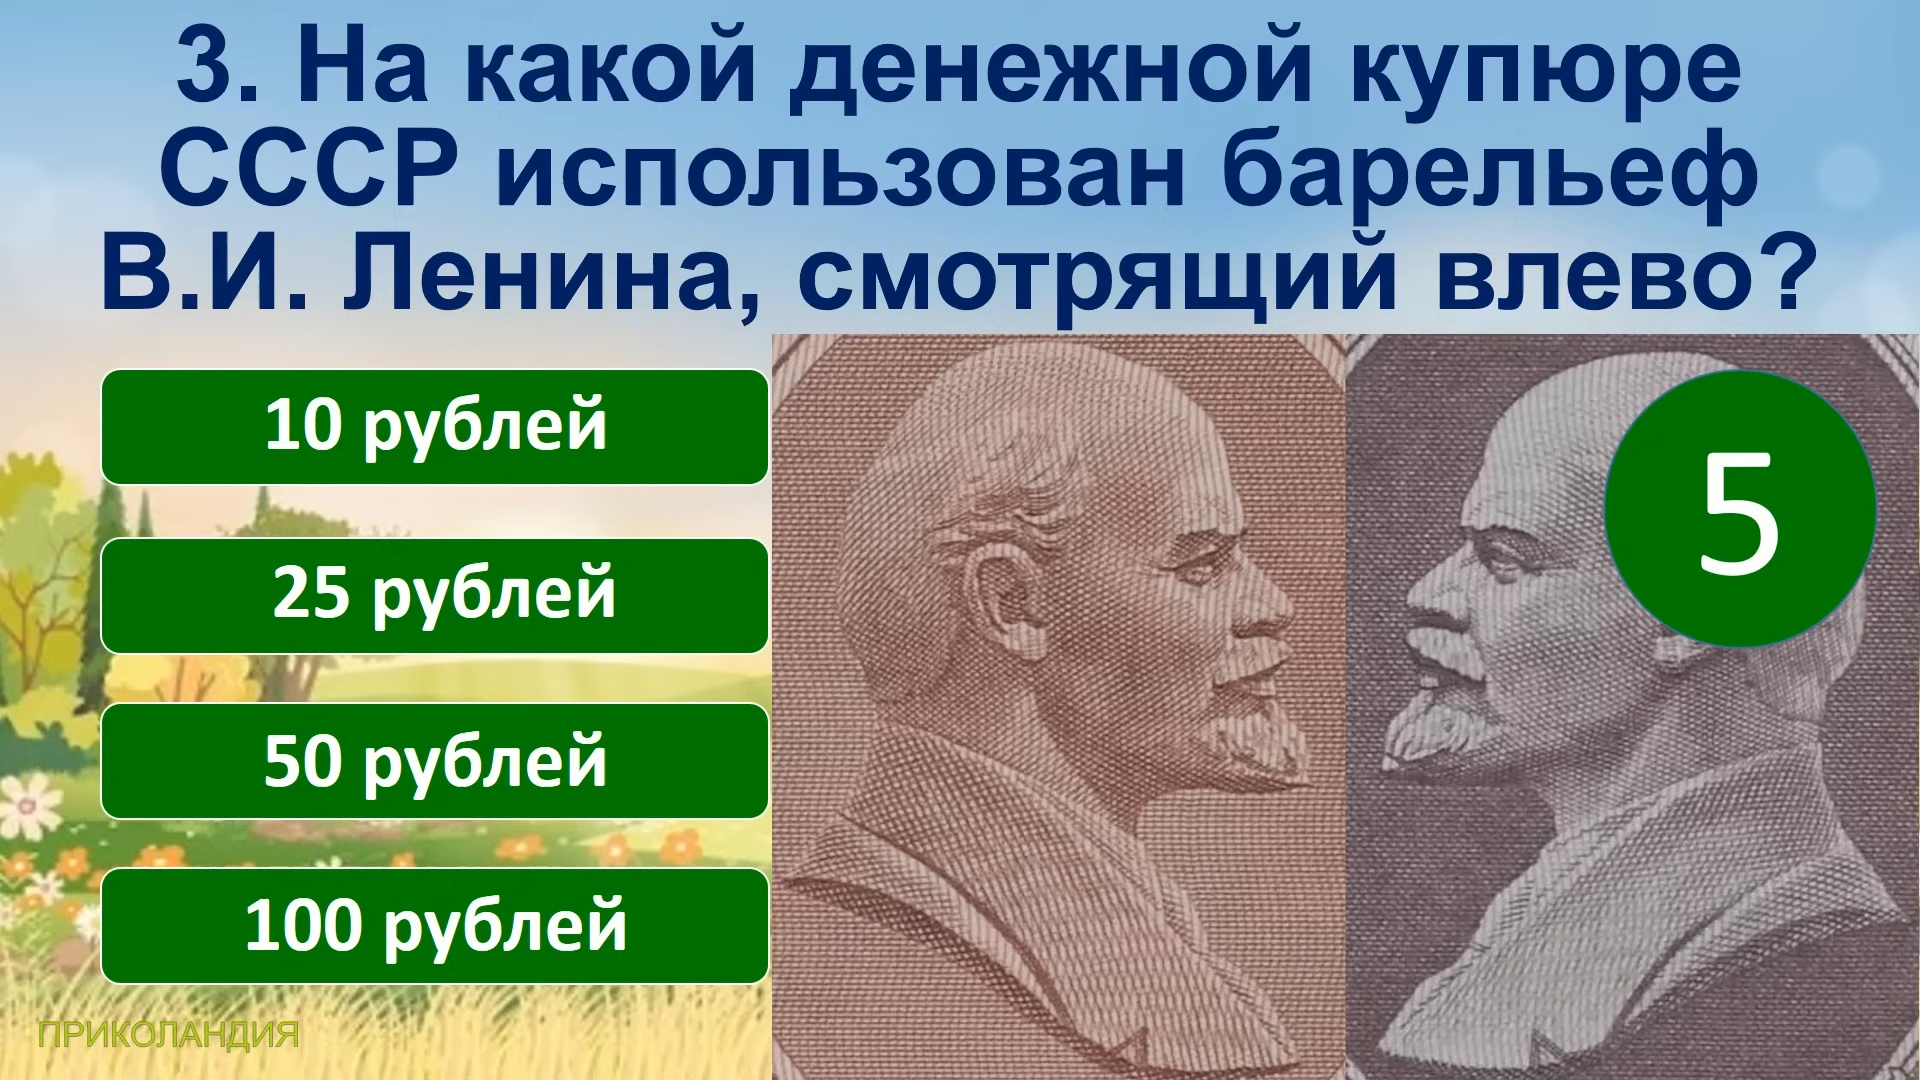 3. На какой денежной купюре
СССР использован барельеф
В.И. Ленина, смотрящий влево?
10 рублей
25 рублей
50 рублей
100 рублей
5
ПРИКОЛАНДИЯ